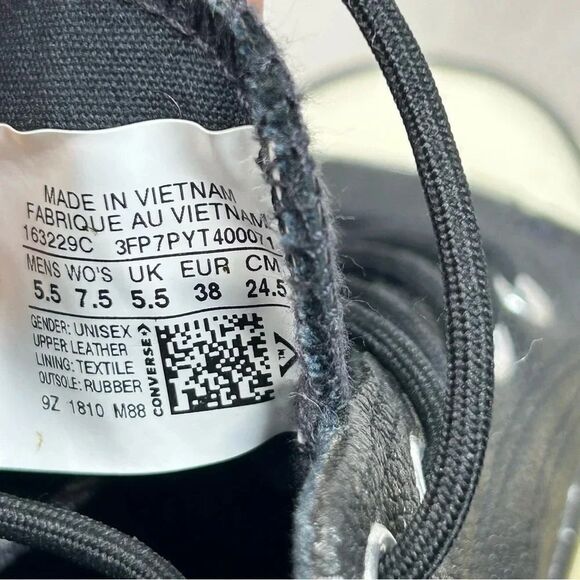 MADE IN VIETNAM
FABRIQUE AU VIETNAM
163229C 3FP7PYT400071
MENS WO'S UK EUR CM
5.5 7.5 5.5 38 24.5
GENDER: UNISEX
UPPER LEATHER
LINING: TEXTILE
OUTSOLE: RUBBER
9Z 1810 M88
CONVERSE
TM